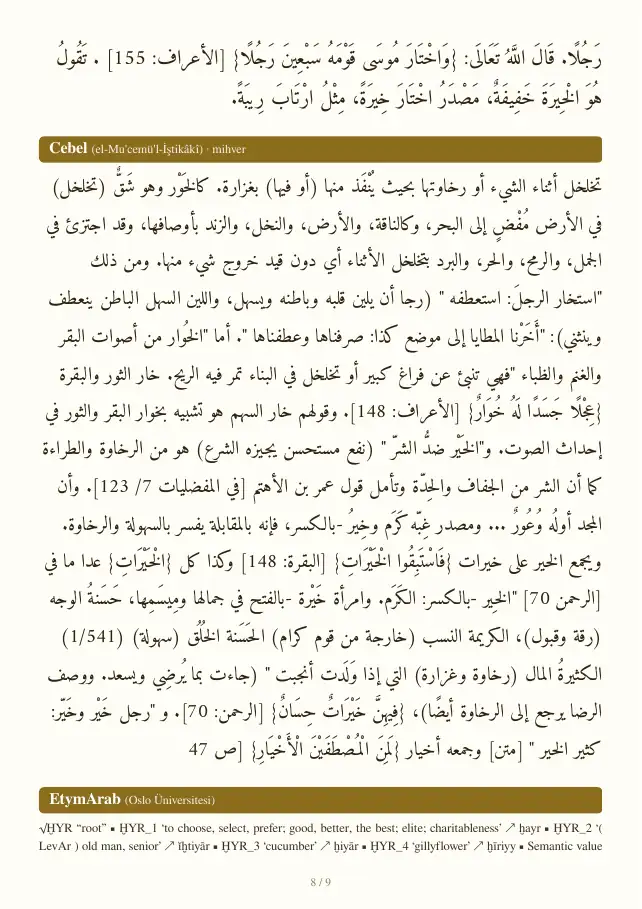 رَجُلًا. قَالَ اللَّهُ تَعَالَى: {وَاخْتَارَ مُوسَى قَوْمَهُ سَبْعِينَ رَجُلًا} [الأعراف: 155] . تَقُولُ
هُوَ الْخِيَرَةَ خَفِيفَةٌ، مَصْدَرُ اخْتَارَ خِيرَةً، مِثْلُ ارْتَابَ رِيبَةً.
Cebel (el-Mu'cemü'l-İştikâkî) · mihver
تخلخل أثناء الشيء أو رخاوتها بحيث يُنْفَذ منها (أو فيها) بغزارة. كالخَوْر وهو شَقٌّ (تخلخل)
في الأرض مُفْضٍ إلى البحر، وكالناقة، والأرض، والنخل، والزند بأوصافها، وقد اجتزئ في
الجمل، والرمح، والحر، والبرد بتخلخل الأثناء أي دون قيد خروج شيء منها. ومن ذلك
"استخار الرجلَ: استعطفه " (رجا أن يلين قلبه وباطنه ويسهل، واللين السهل الباطن ينعطف
وينثني): "أَخَرْنا المطايا إلى موضع كذا: صرفناها وعطفناها ". أما "الخُوار من أصوات البقر
والغنم والظباء "فهي تنبئ عن فراغ كبير أو تخلخل في البناء تمر فيه الريح. خار الثور والبقرة
{عِجْلًا جَسَدًا لَهُ خُوَارٌ} [الأعراف: 148]. وقولهم خار السهم هو تشبيه بخوار البقر والثور في
إحداث الصوت. و"الخَيْر ضدُّ الشرّ " (نفع مستحسن يجيزه الشرع) هو من الرخاوة والطراءة
كما أن الشر من الجفاف والحِدّة وتأمل قول عمر بن الأهتم [في المفضليات 7/ 123]. وأن
المجد أوله وُعُورٌ ... ومصدر غِبّه كَرَم وخِيرُ -بالكسر، فإنه بالمقابلة يفسر بالسهولة والرخاوة.
ويجمع الخير على خيرات {فَاسْتَبِقُوا الْخَيْرَاتِ} [البقرة: 148] وكذا كل {الْخَيْرَاتِ} عدا ما في
[الرحمن 70] "الخِير -بالكسر: الكَرَم. وامرأة خَيْرة -بالفتح في جمالها ومِيسَمِها، حَسَنةُ الوجه
(رقة وقبول)، الكريمة النسب (خارجة من قوم كرام) الحَسَنة الخُلُق (سهولة) (1/541)
الكثيرةُ المال (رخاوة وغزارة) التي إذا وَلَدت أنجبت " (جاءت بما يُرضِي ويسعد. ووصف
الرضا يرجع إلى الرخاوة أيضًا)، {فِيهِنَّ خَيْرَاتٌ حِسَانٌ} [الرحمن: 70]. و "رجل خَيْر وخَيّر:
كثير الخير " [متن] وجمعه أخيار {لَمِنَ الْمُصْطَفَيْنَ الْأَخْيَارِ} [ص 47
EtymArab (Oslo Üniversitesi)
√ḪYR “root” ▪ ḪYR_1 ‘to choose, select, prefer; good, better, the best; elite; charitableness’ ↗ ḫayr ▪ ḪYR_2 ‘(
LevAr ) old man, senior’ ↗ ĭḫtiyār ▪ ḪYR_3 ‘cucumber’ ↗ ḫiyār ▪ ḪYR_4 ‘gillyflower’ ↗ ḫīriyy ▪ Semantic value
8 / 9